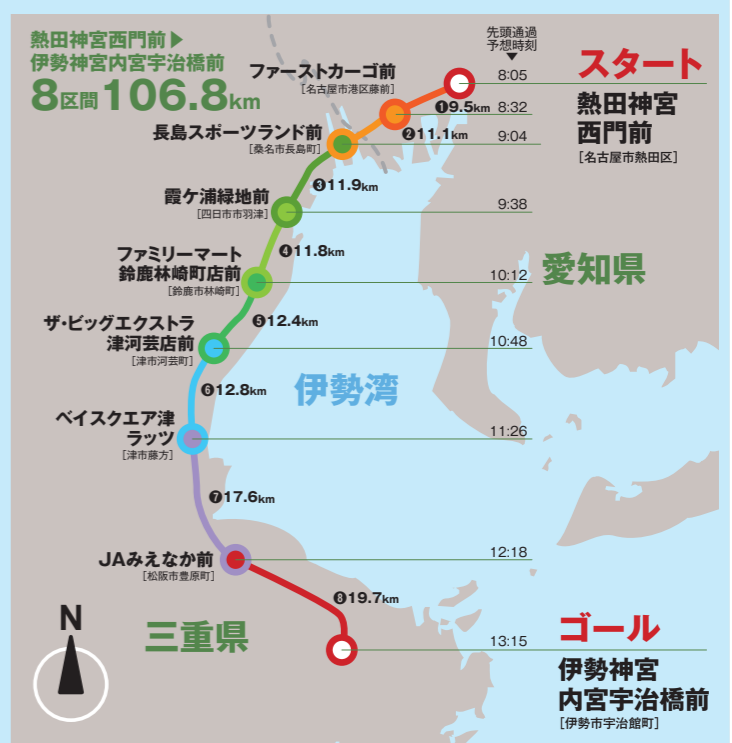 熱田神宮西門前▶
伊勢神宮内宮宇治橋前
8区間106.8km
先頭通過
予想時刻
▼
8:05
スタート
熱田神宮
西門前
[名古屋市熱田区]
ファーストカーゴ前
[名古屋市港区藤前]
❶9.5km
8:32
❷11.1km
長島スポーツランド前
[桑名市長島町]
9:04
❸11.9km
霞ケ浦緑地前
[四日市市羽津]
9:38
❹11.8km
ファミリーマート
鈴鹿林崎町店前
[鈴鹿市林崎町]
10:12
愛知県
❺12.4km
ザ・ビッグエクストラ
津河芸店前
[津市河芸町]
10:48
伊勢湾
❻12.8km
ベイスクエア津
ラッツ
[津市藤方]
11:26
❼17.6km
JAみえなか前
[松阪市豊原町]
12:18
❽19.7km
三重県
N
13:15
ゴール
伊勢神宮
内宮宇治橋前
[伊勢市宇治館町]